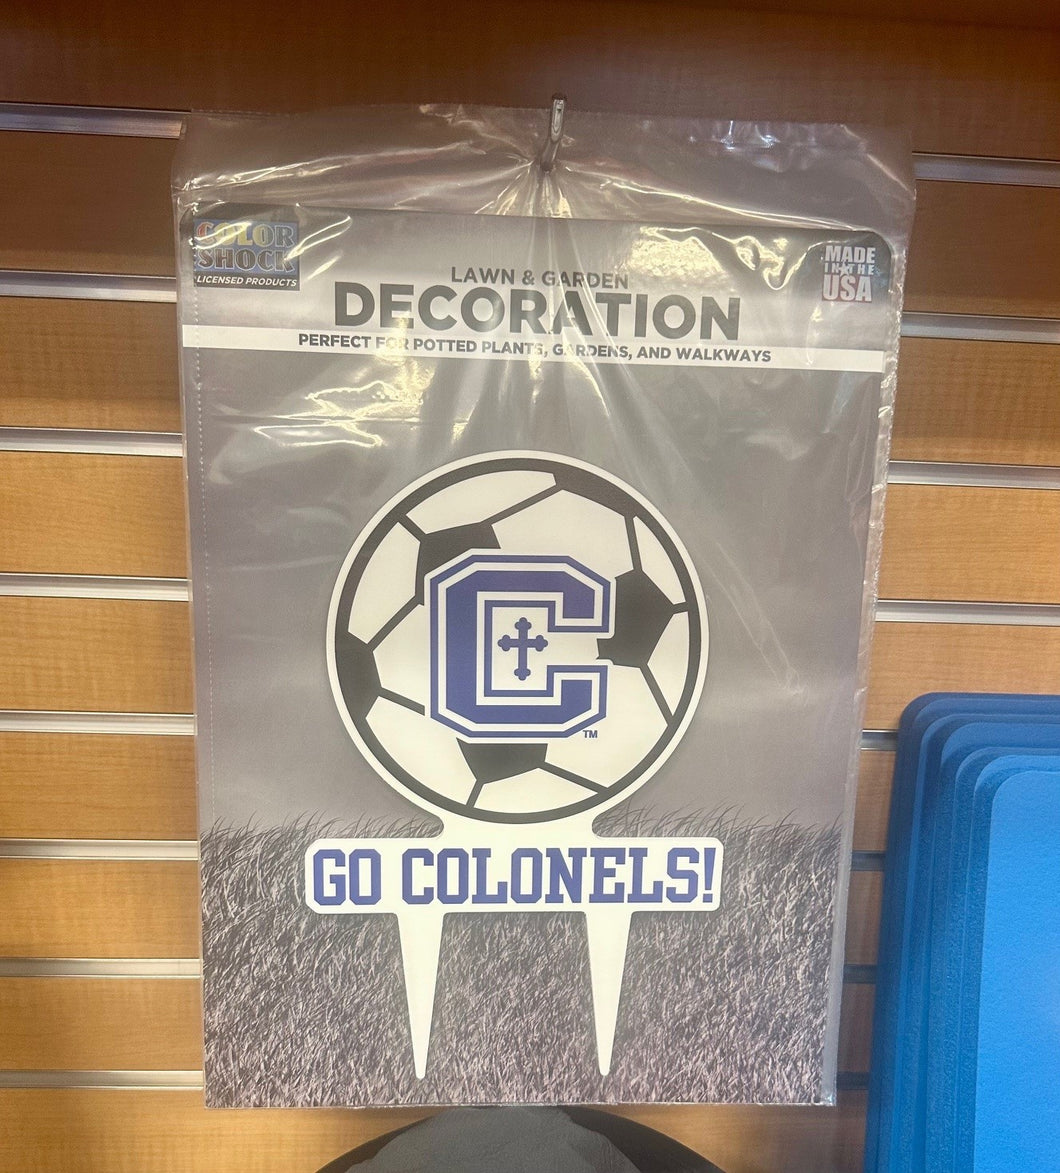 COLOR
SHOCK
LICENSED PRODUCTS
MADE
IN THE
USA
LAWN & GARDEN
DECORATION
PERFECT FOR POTTED PLANTS, GARDENS, AND WALKWAYS
C
TM
GO COLONELS!